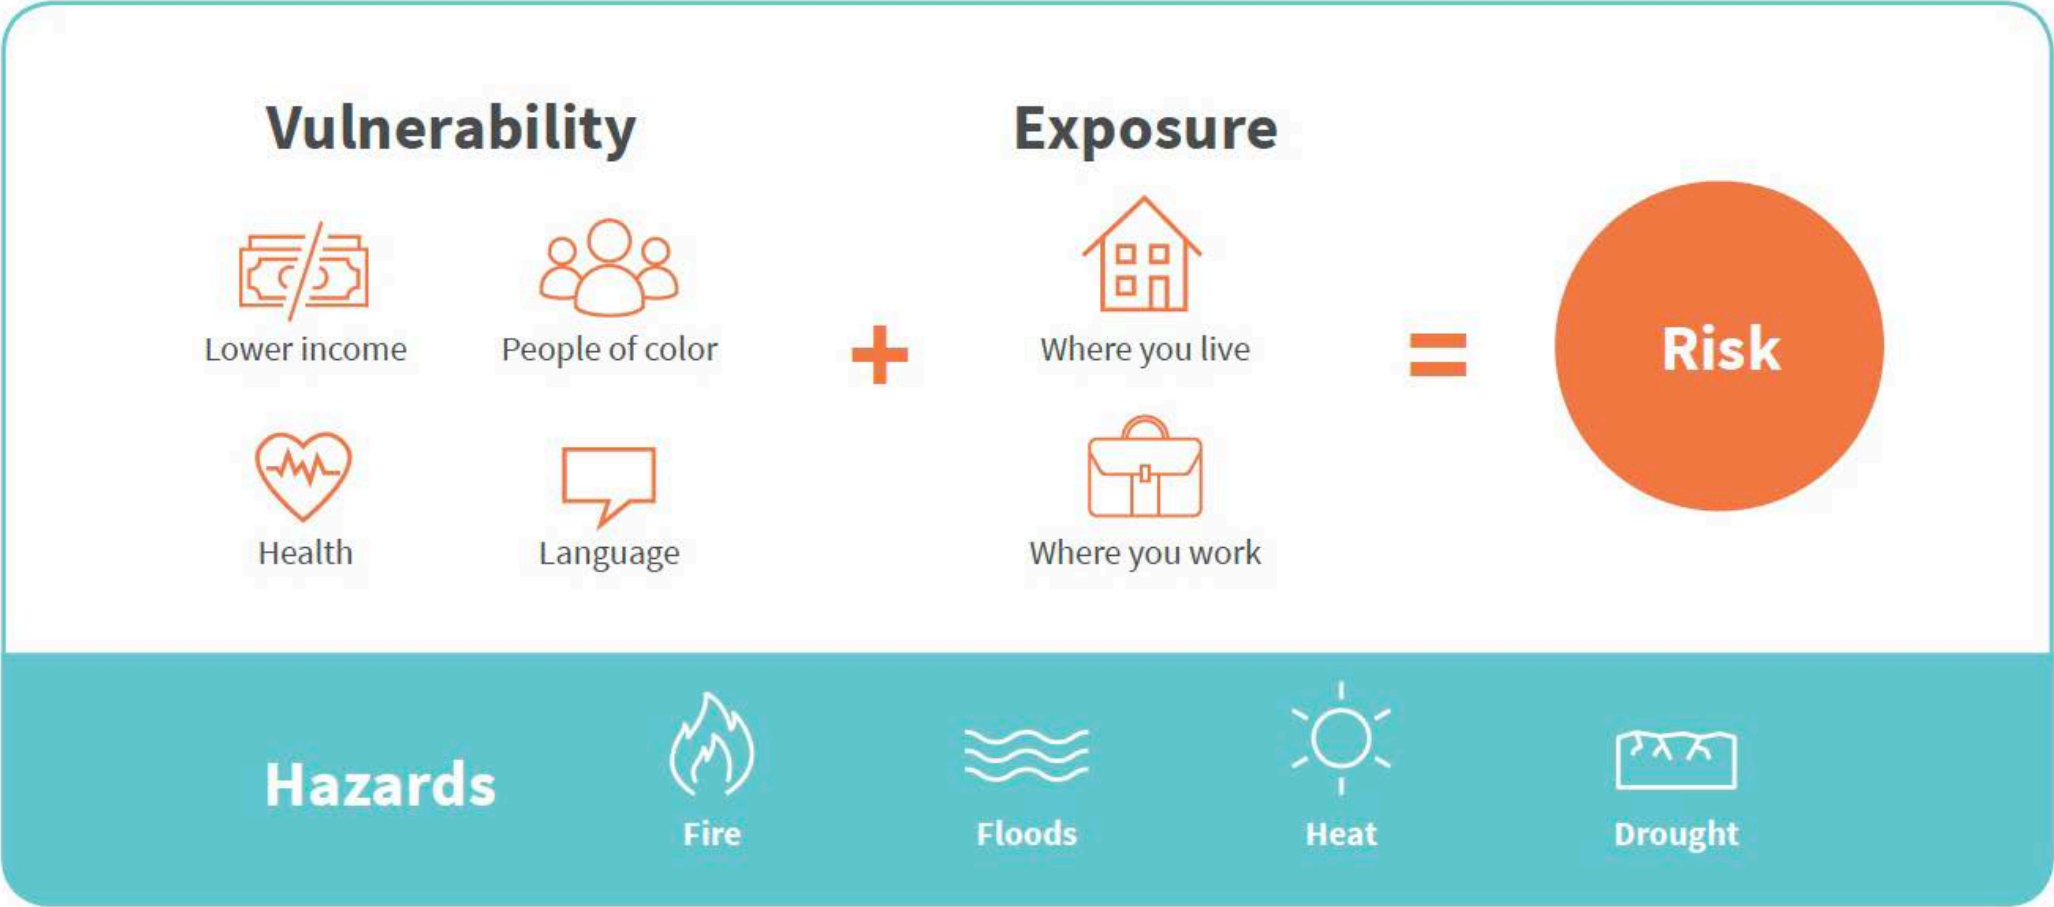 Vulnerability
Exposure
Lower income
People of color
+
Where you live
=
Risk
Health
Language
Where you work
Hazards
Fire
Floods
Heat
Drought